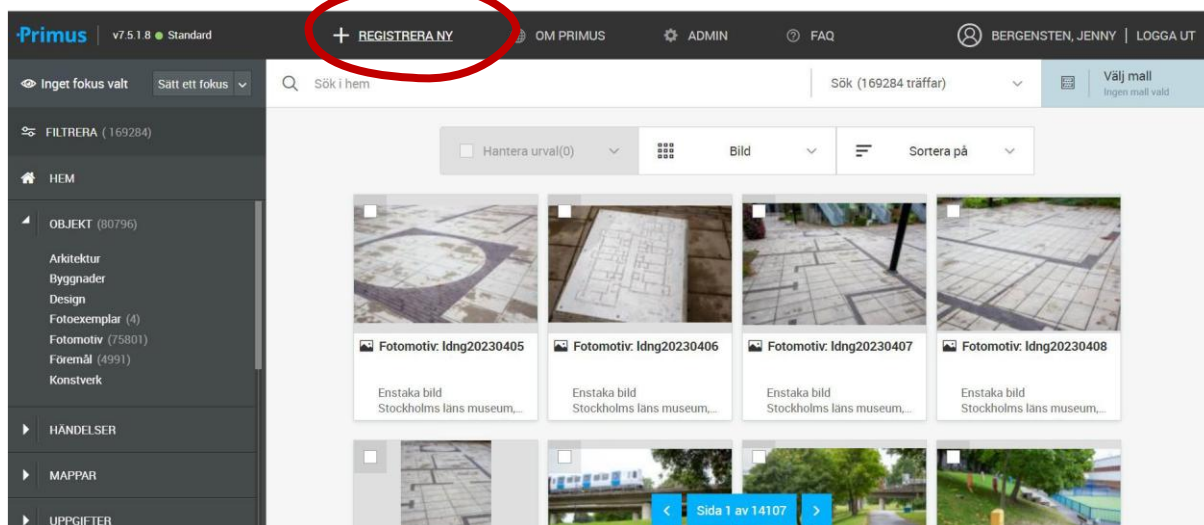 Primus v7.5.1.8 Standard
REGISTRERA NY
OM PRIMUS
ADMIN
FAQ
BERGENSTEN, JENNY | LOGGA UT
Inget fokus valt
Sätt ett fokus
Sök i hem
Sök (169284 träffar)
Välj mall
Ingen mall vald
FILTRERA (169284)
Hantera urval(0)
Bild
Sortera på
HEM
OBJEKT (80796)
Arkitektur
Byggnader
Design
Fotoexemplar (4)
Fotomotiv (75801)
Föremål (4991)
Konstverk
HÄNDELSER
MAPPAR
UPPGIFTER
Fotomotiv: ldng20230405
Enstaka bild
Stockholms läns museum,...
Fotomotiv: ldng20230406
Enstaka bild
Stockholms läns museum,...
Fotomotiv: ldng20230407
Enstaka bild
Stockholms läns museum,...
Fotomotiv: ldng20230408
Enstaka bild
Stockholms läns museum,...
Sida 1 av 14107